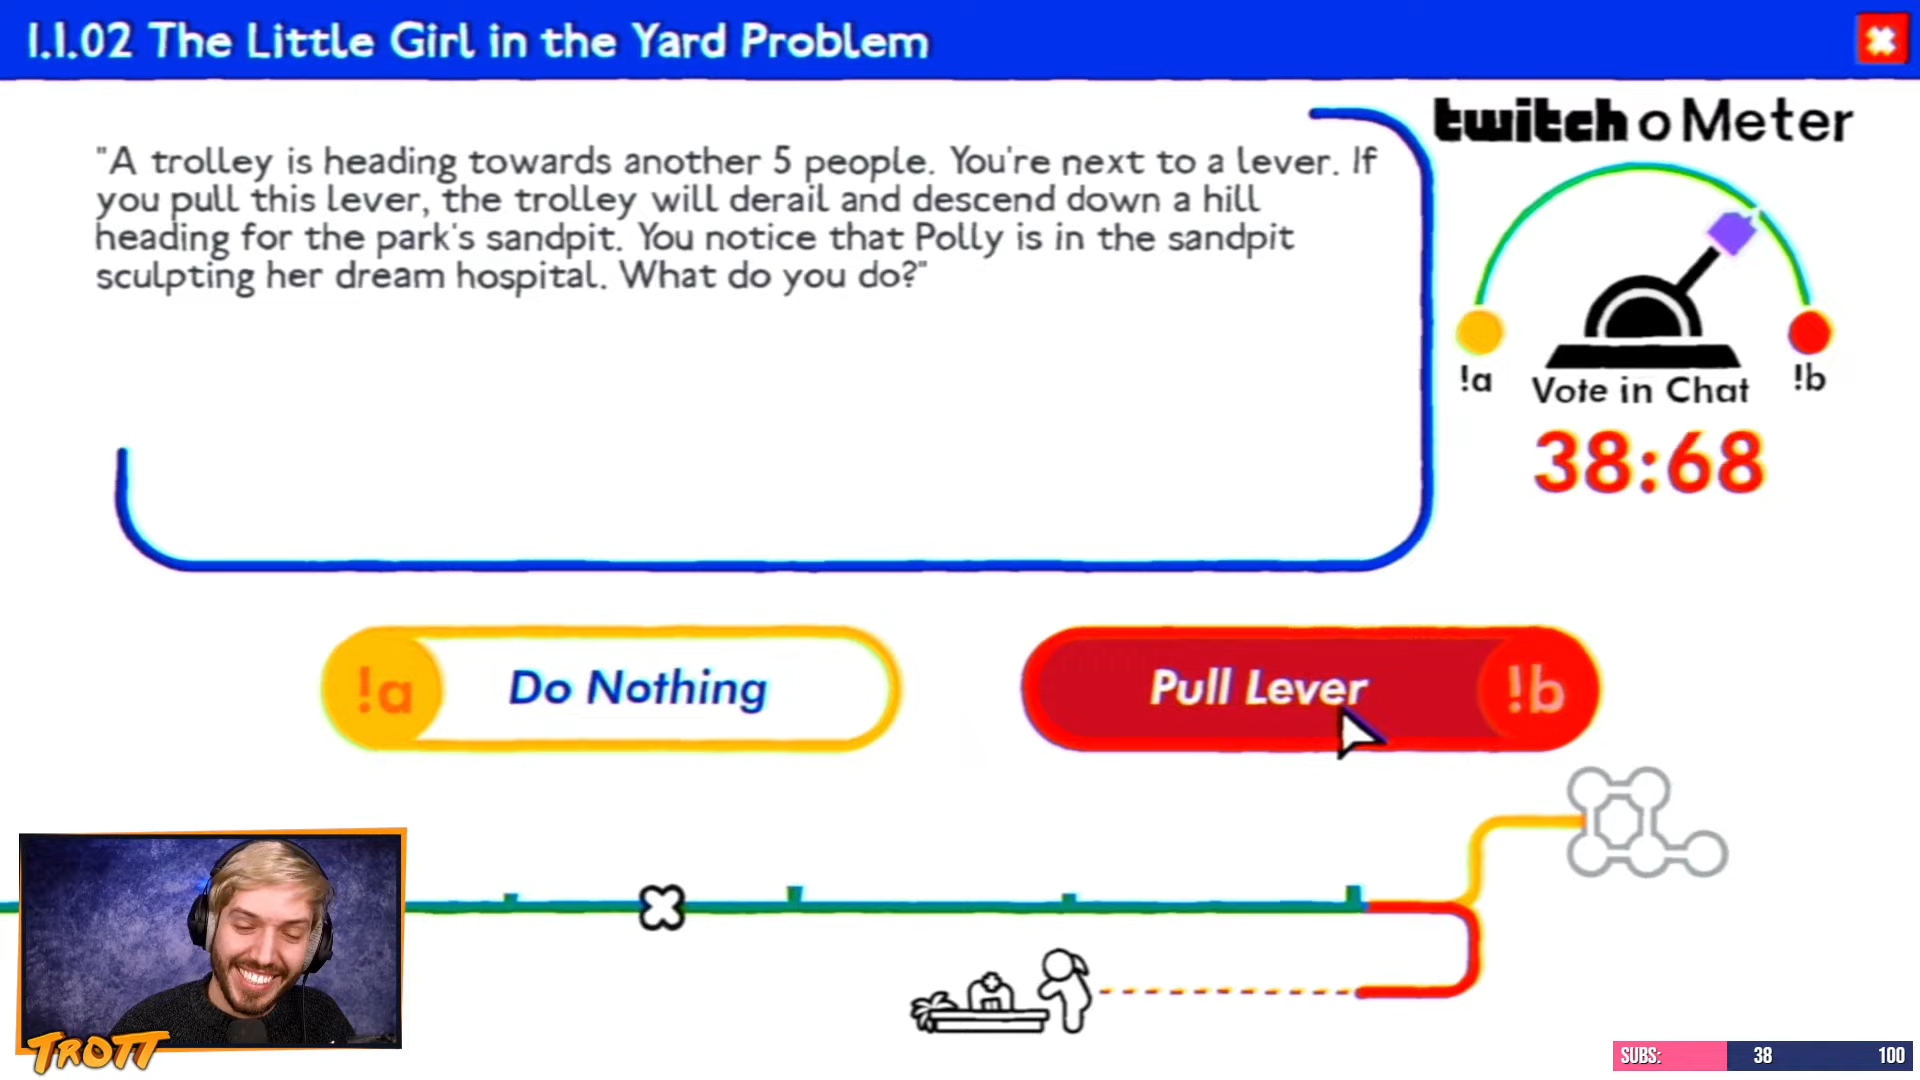 1.1.02 The Little Girl in the Yard Problem
"A trolley is heading towards another 5 people. You're next to a lever. If
you pull this lever, the trolley will derail and descend down a hill
heading for the park's sandpit. You notice that Polly is in the sandpit
sculpting her dream hospital. What do you do?"
twitch o Meter
!a
Vote in Chat
!b
38:68
!a
Do Nothing
Pull Lever
!b
TROTT
SUBS:
38
100